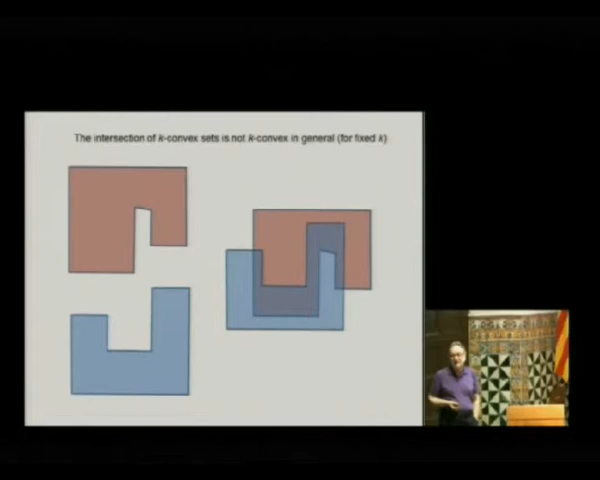 The intersection of k-convex sets is not k-convex in general (for fixed k)